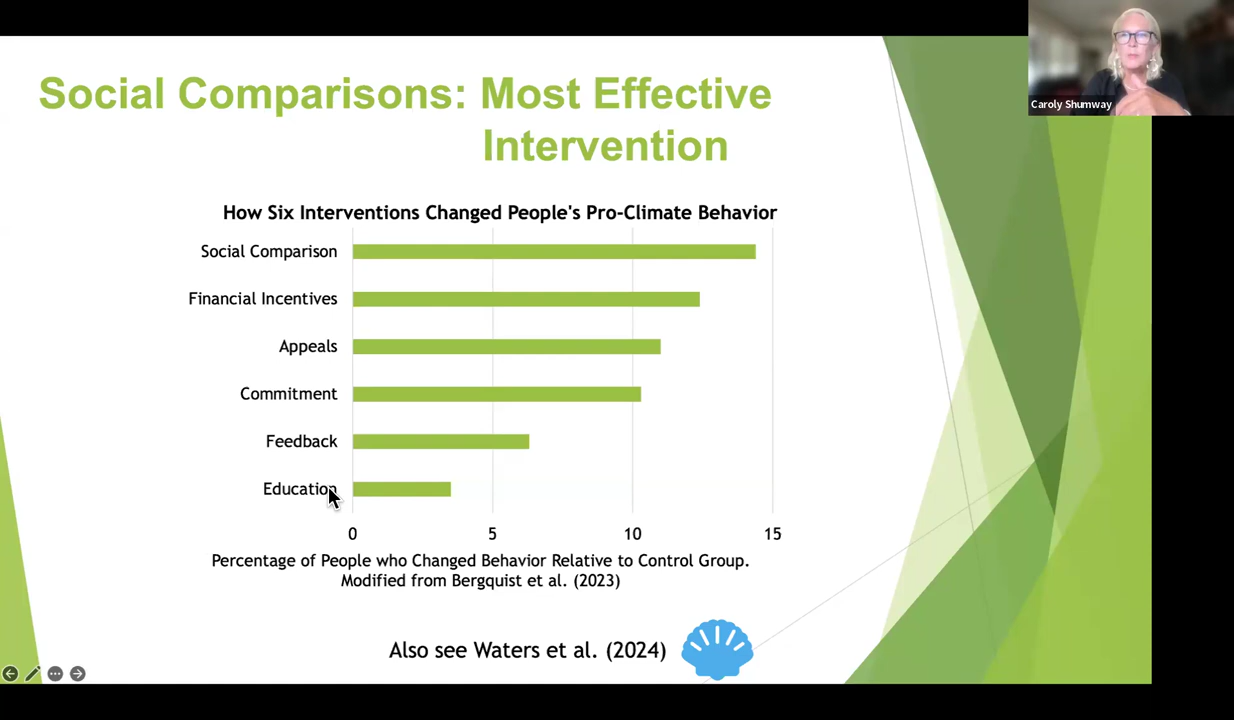 Caroly Shumway
Social Comparisons: Most Effective
Intervention
How Six Interventions Changed People's Pro-Climate Behavior
Social Comparison
Financial Incentives
Appeals
Commitment
Feedback
Education
0 5 10 15
Percentage of People who Changed Behavior Relative to Control Group.
Modified from Bergquist et al. (2023)
Also see Waters et al. (2024)